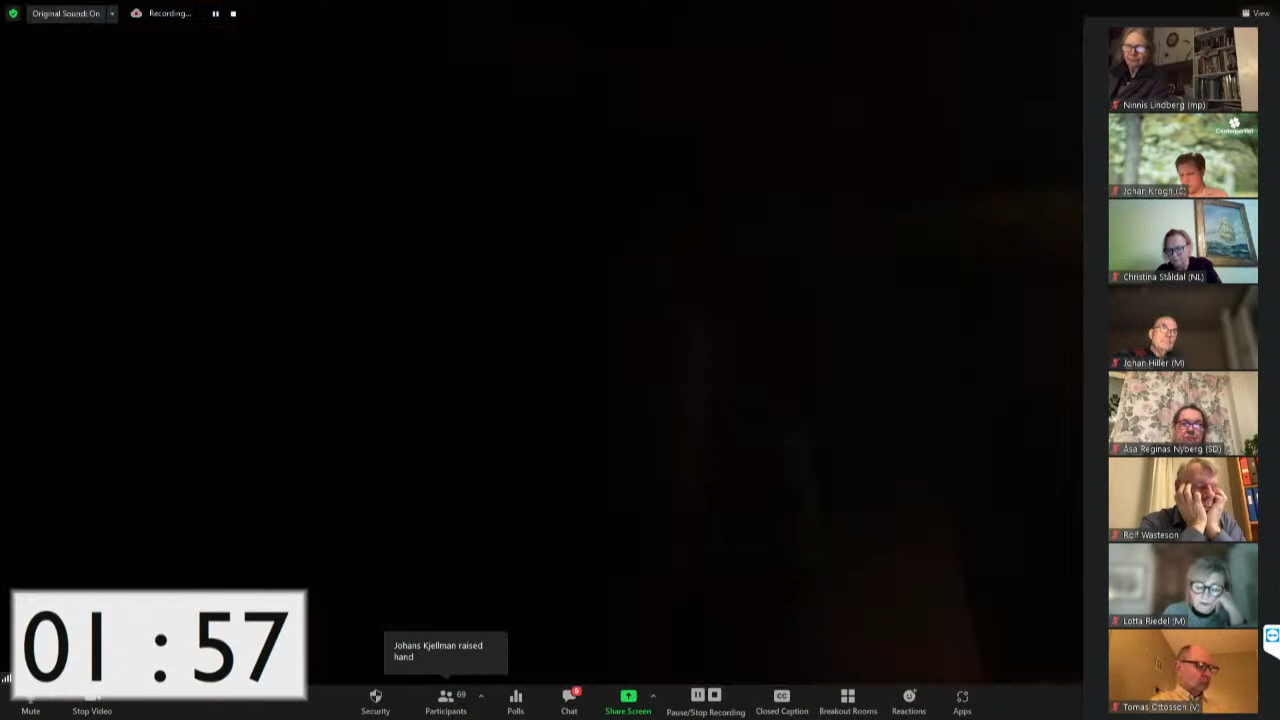 Original Sound: On
Recording...
View
Ninnis Lindberg (mp)
Centerpartiet
Johan Krogh (C)
Christina Ståldal (NL)
Johan Hiller (M)
Åsa Reginas Nyberg (SD)
Rolf Wasteson
Lotta Riedel (M)
Tomas Ottosson (V)
01:57
Johans Kjellman raised
hand
Mute
Stop Video
Security
69
Participants
Polls
6
Chat
Share Screen
Pause/Stop Recording
CC
Closed Caption
Breakout Rooms
Reactions
Apps